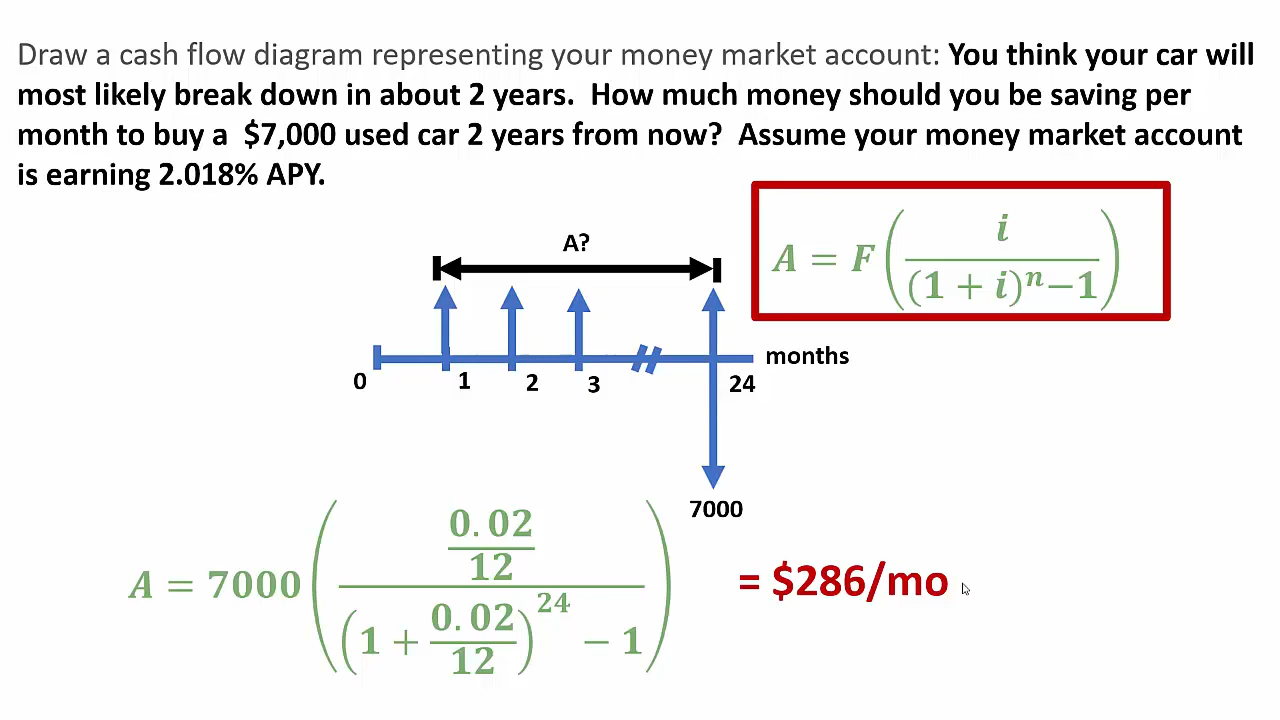 Draw a cash flow diagram representing your money market account: You think your car will
most likely break down in about 2 years. How much money should you be saving per
month to buy a $7,000 used car 2 years from now? Assume your money market account
is earning 2.018% APY.
A = F ( i / ((1 + i)^n − 1) )
A?
months
0 1 2 3 24
7000
A = 7000 ( (0.02/12) / ((1 + 0.02/12)^24 − 1) ) = $286/mo